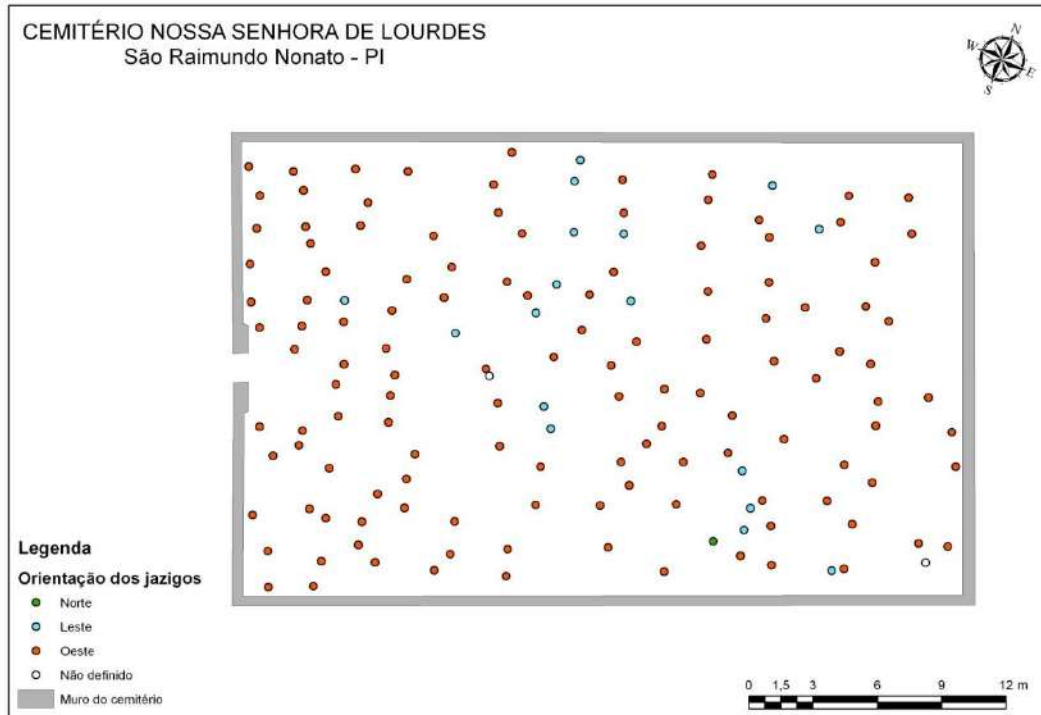 CEMITÉRIO NOSSA SENHORA DE LOURDES
São Raimundo Nonato - PI
N
W
E
S
Legenda
Orientação dos jazigos
Norte
Leste
Oeste
Não definido
Muro do cemitério
0 1,5 3 6 9 12 m